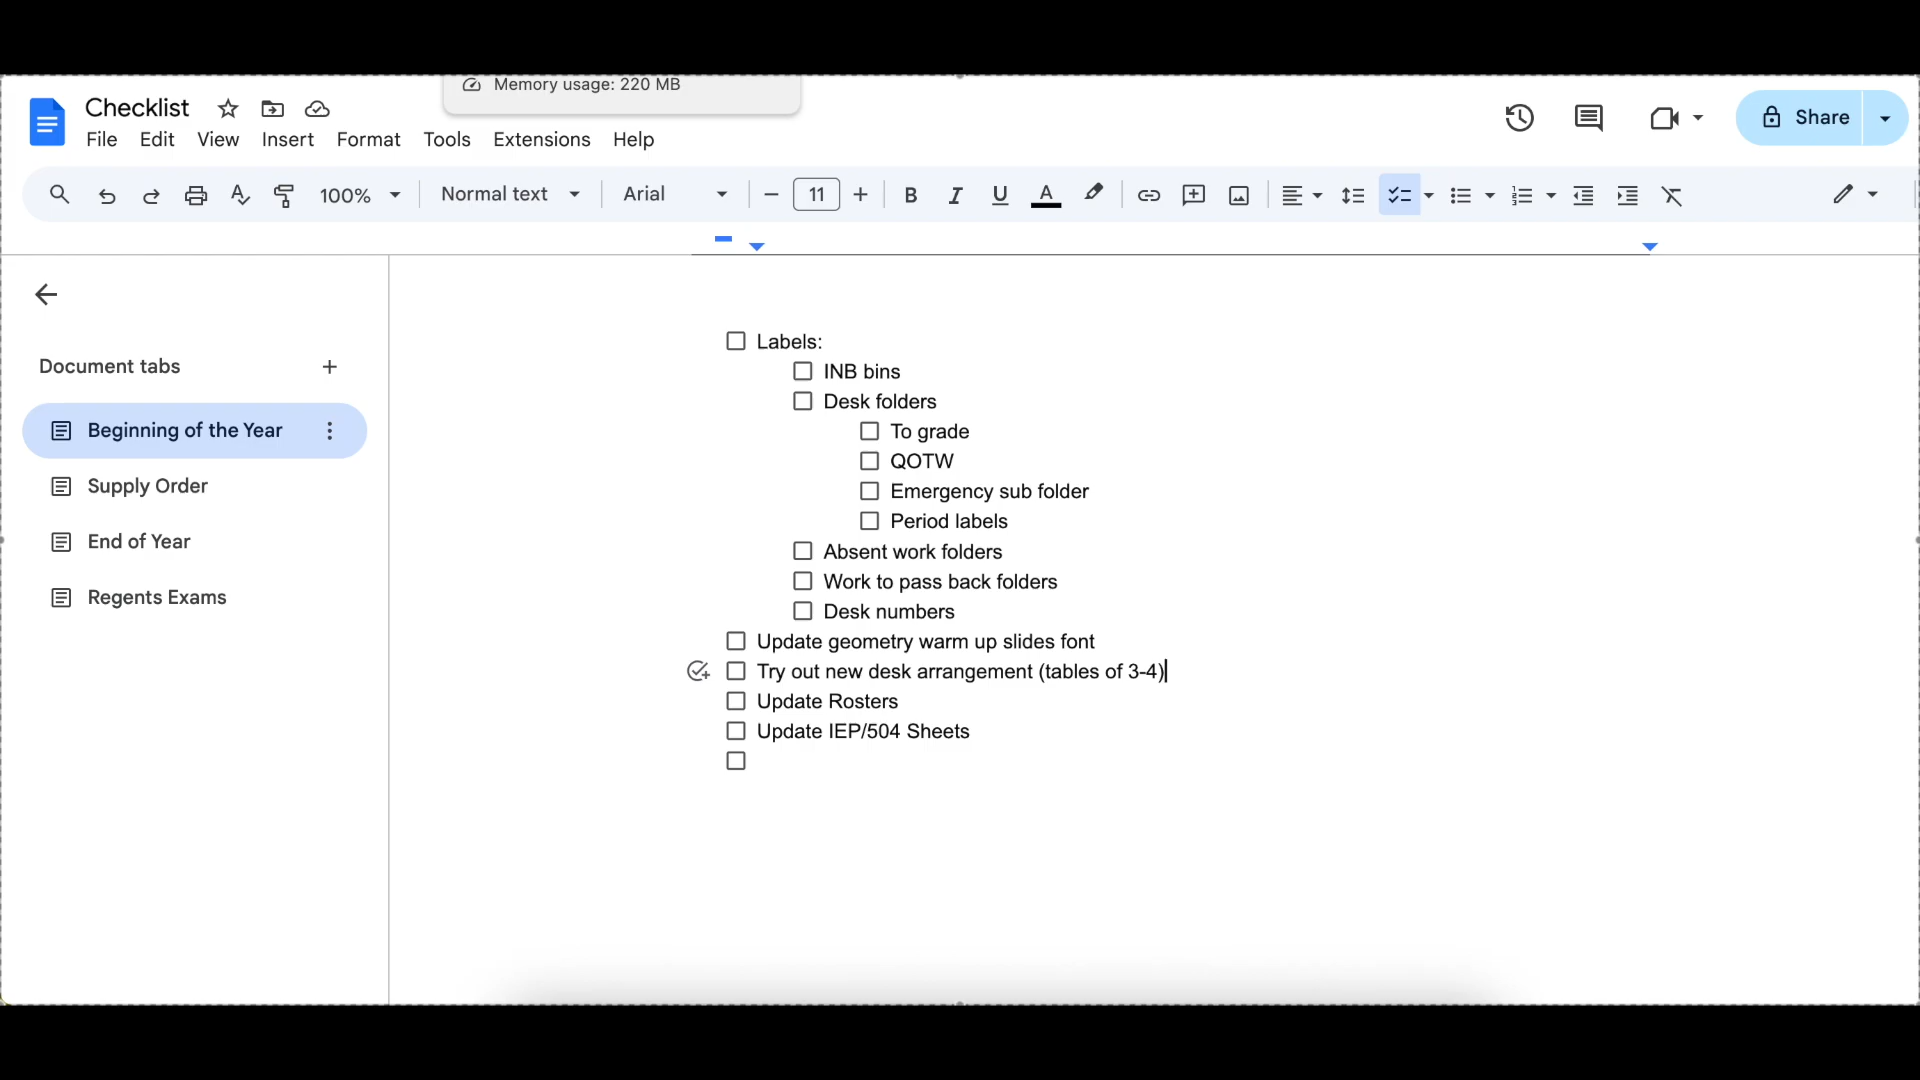 Memory usage: 220 MB
Checklist
File Edit View Insert Format Tools Extensions Help
Share
100% Normal text Arial 11
Document tabs
Beginning of the Year
Supply Order
End of Year
Regents Exams
Labels:
INB bins
Desk folders
To grade
QOTW
Emergency sub folder
Period labels
Absent work folders
Work to pass back folders
Desk numbers
Update geometry warm up slides font
Try out new desk arrangement (tables of 3-4)
Update Rosters
Update IEP/504 Sheets